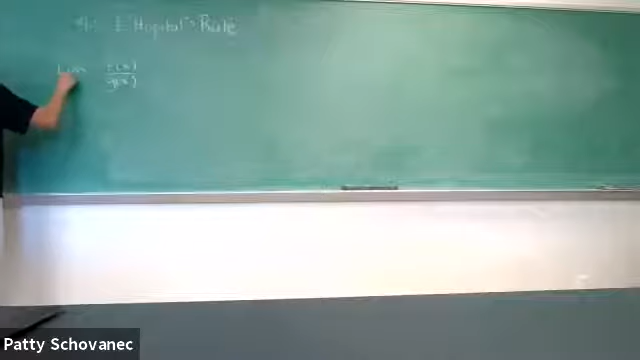 L'Hopital's Rule
lim f(x)/g(x)
Patty Schovanec